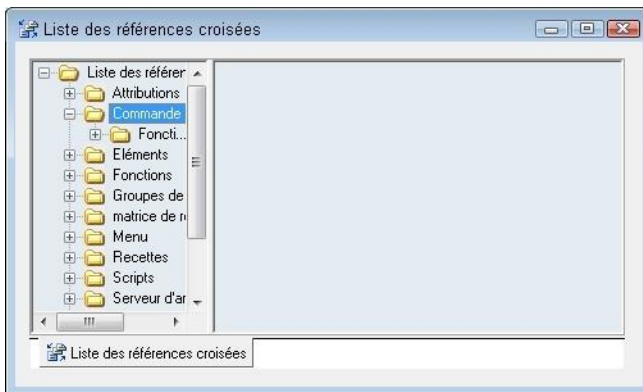 Liste des références croisées
Liste des référer
Attributions
Commande
Foncti...
Eléments
Fonctions
Groupes de
matrice de r
Menu
Recettes
Scripts
Serveur d'ar
Liste des références croisées